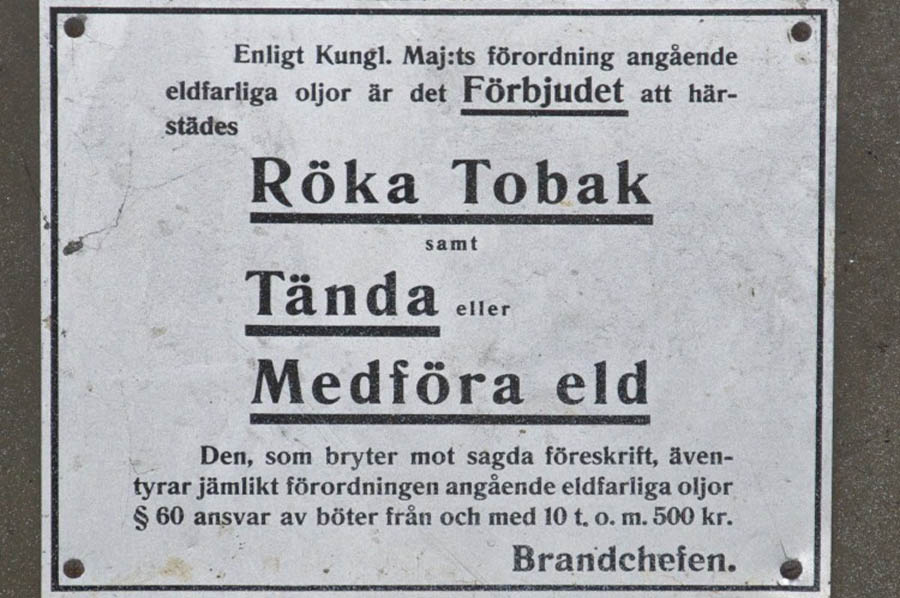 Enligt Kungl. Maj:ts förordning angående
eldfarliga oljor är det Förbjudet att här-
städes
Röka Tobak
samt
Tända eller
Medföra eld
Den, som bryter mot sagda föreskrift, även-
tyrar jämlikt förordningen angående eldfarliga oljor
§ 60 ansvar av böter från och med 10 t. o. m. 500 kr.
Brandchefen.